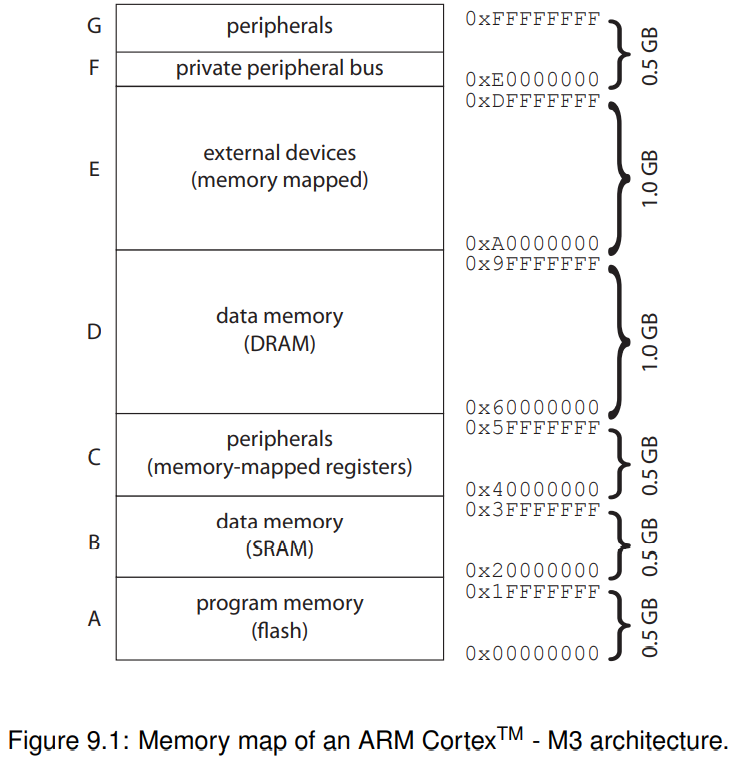 G
peripherals
0xFFFFFFFF
0.5 GB
F
private peripheral bus
0xE0000000
0xDFFFFFFF
E
external devices
(memory mapped)
1.0 GB
0xA0000000
0x9FFFFFFF
D
data memory
(DRAM)
1.0 GB
0x60000000
0x5FFFFFFF
C
peripherals
(memory-mapped registers)
0.5 GB
0x40000000
0x3FFFFFFF
B
data memory
(SRAM)
0.5 GB
0x20000000
0x1FFFFFFF
A
program memory
(flash)
0.5 GB
0x00000000
Figure 9.1: Memory map of an ARM Cortex™ - M3 architecture.